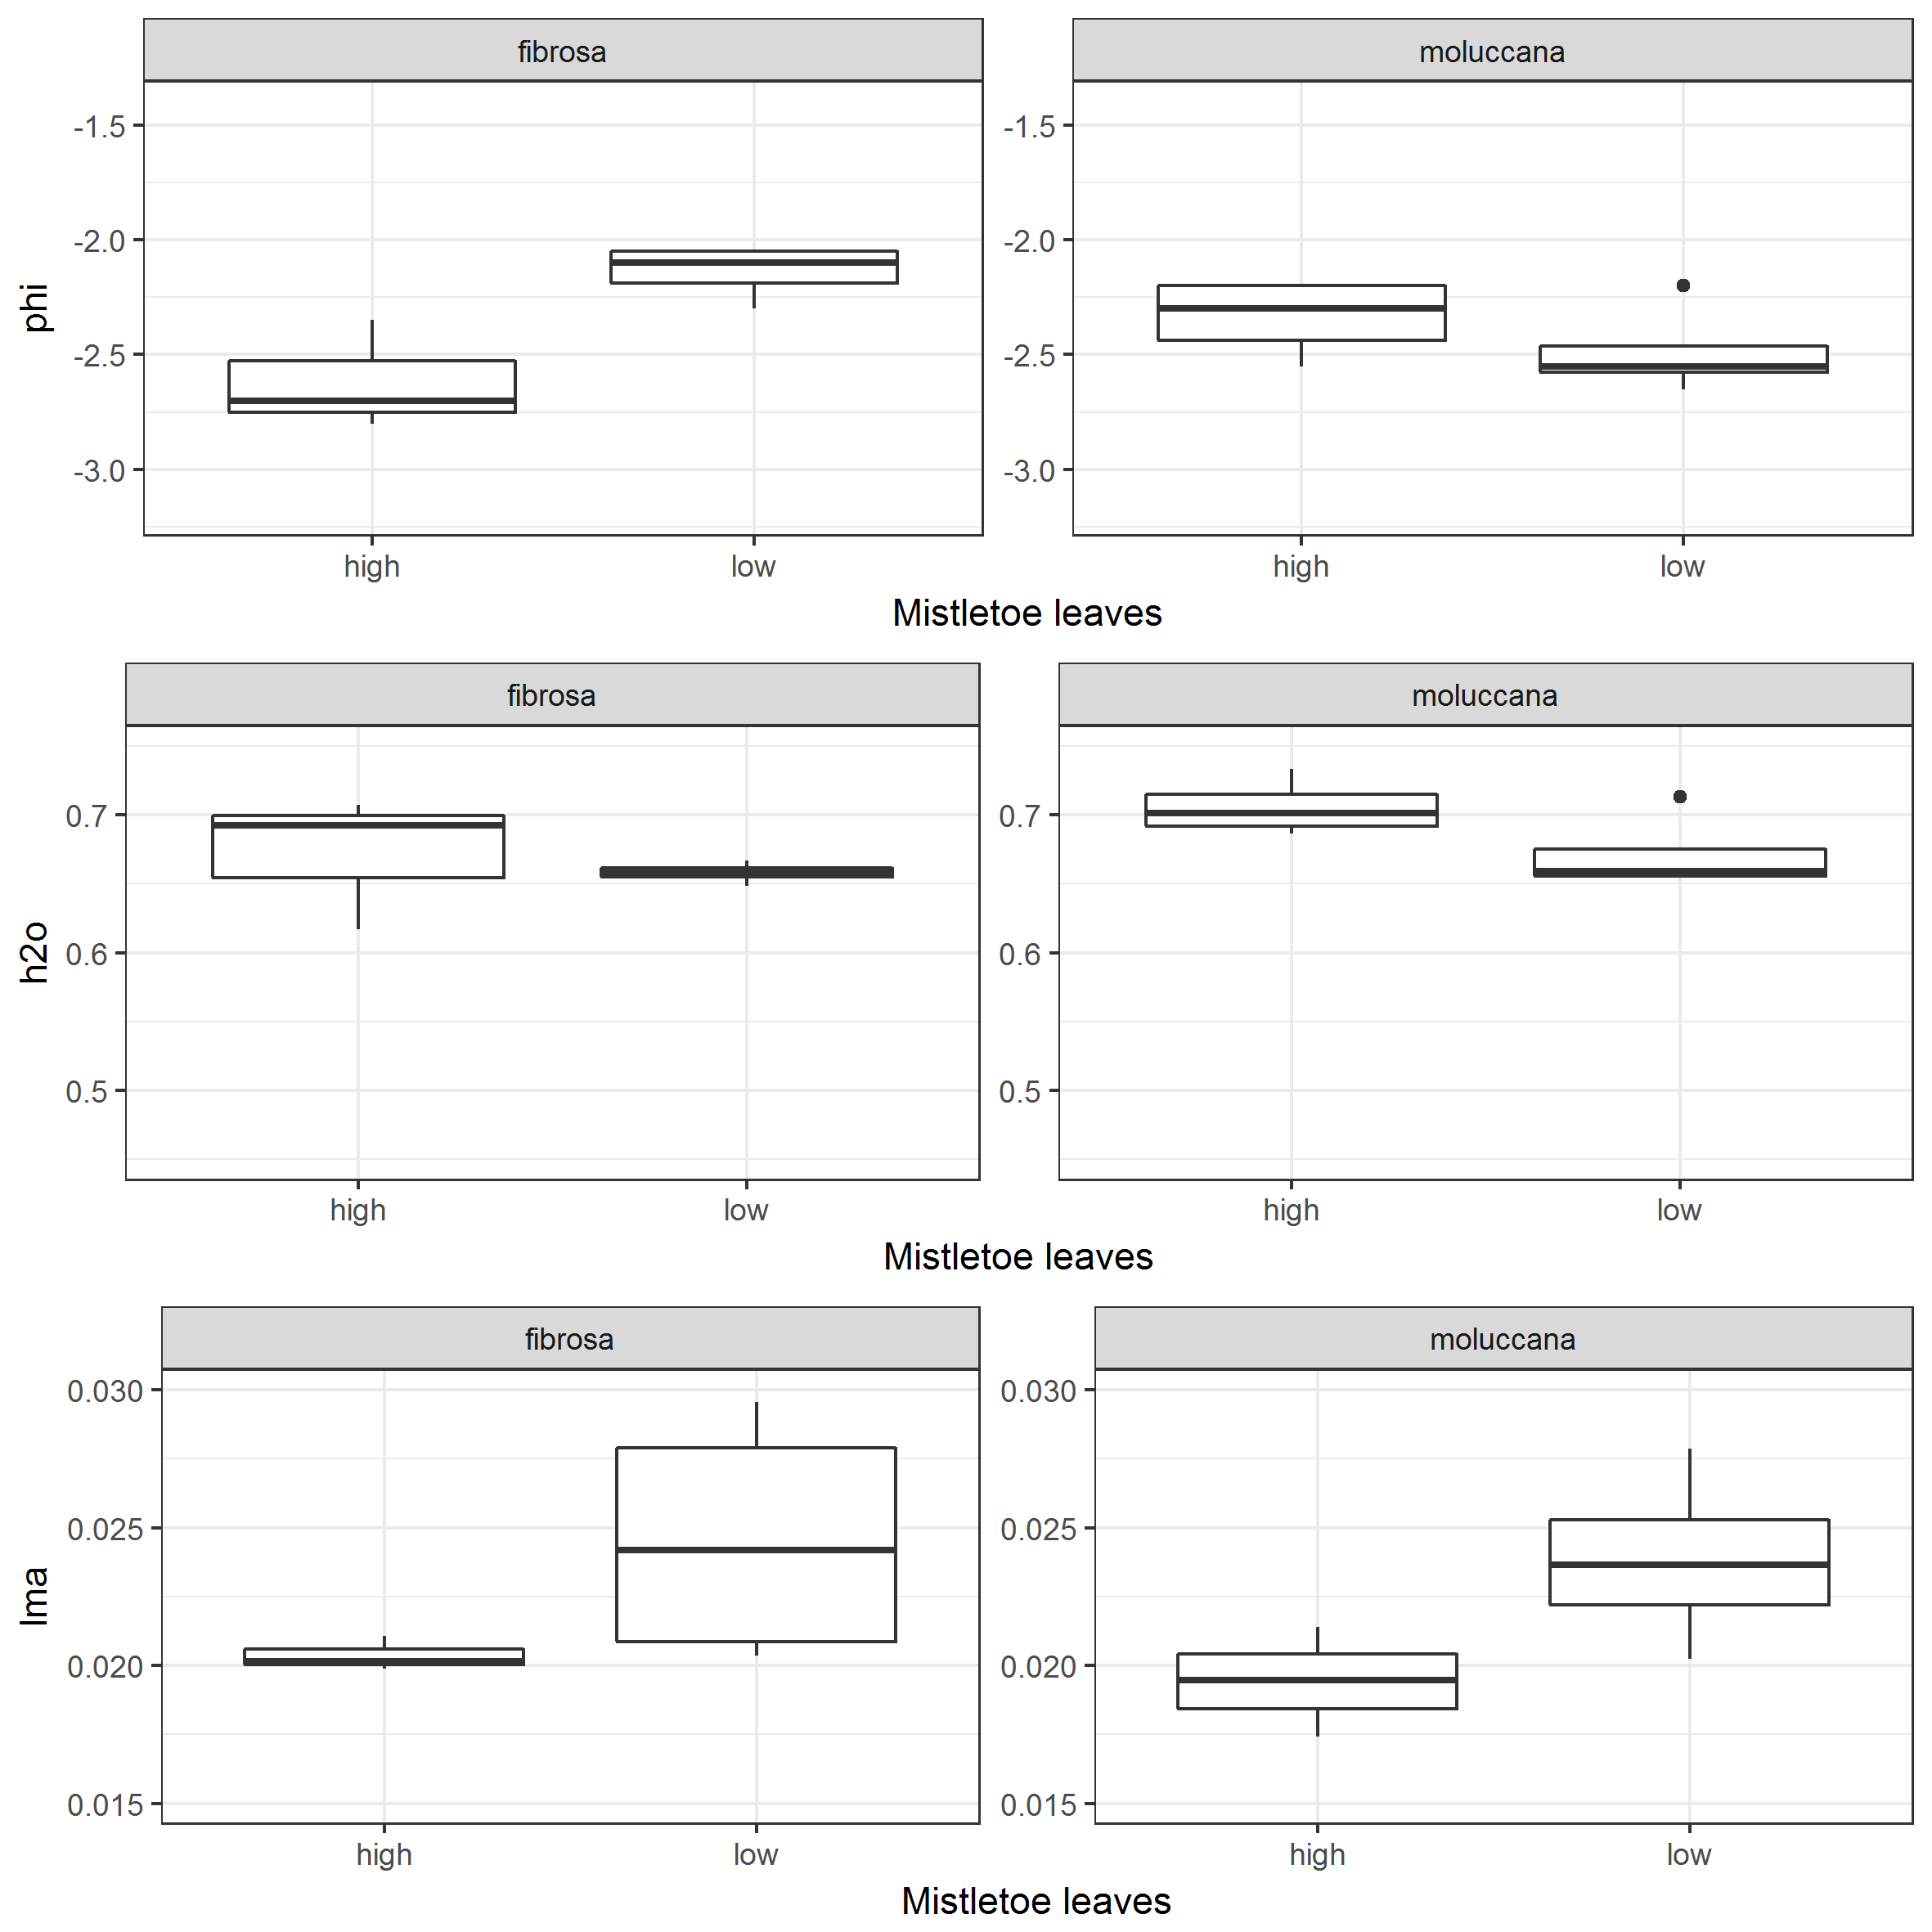 fibrosa moluccana
-1.5 -1.5
-2.0 -2.0
phi
-2.5 -2.5
-3.0 -3.0
high low high low
Mistletoe leaves
fibrosa moluccana
0.7 0.7
h2o
0.6 0.6
0.5 0.5
high low high low
Mistletoe leaves
fibrosa moluccana
0.030 0.030
0.025 0.025
lma
0.020 0.020
0.015 0.015
high low high low
Mistletoe leaves